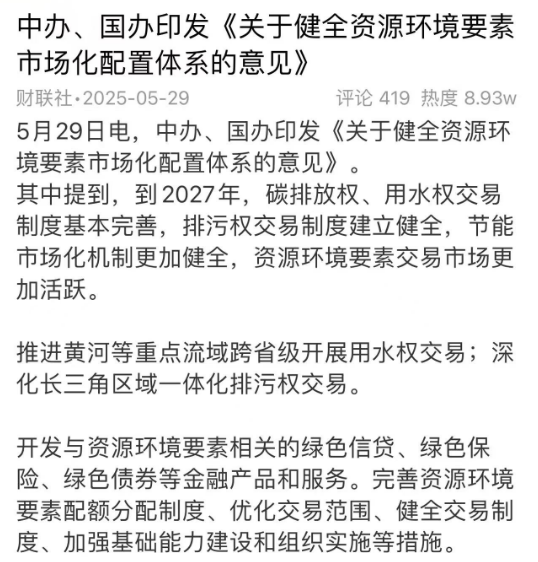 中办、国办印发《关于健全资源环境要素
市场化配置体系的意见》
财联社·2025-05-29 评论 419 热度 8.93w
5月29日电，中办、国办印发《关于健全资源环
境要素市场化配置体系的意见》。
其中提到，到2027年，碳排放权、用水权交易
制度基本完善，排污权交易制度建立健全，节能
市场化机制更加健全，资源环境要素交易市场更
加活跃。
推进黄河等重点流域跨省级开展用水权交易；深
化长三角区域一体化排污权交易。
开发与资源环境要素相关的绿色信贷、绿色保
险、绿色债券等金融产品和服务。完善资源环境
要素配额分配制度、优化交易范围、健全交易制
度、加强基础能力建设和组织实施等措施。